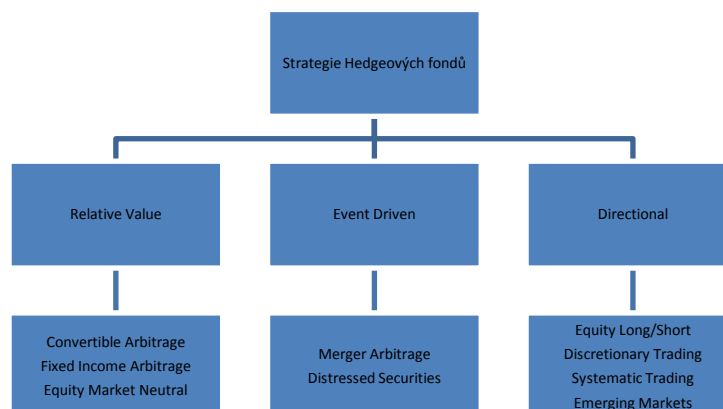 Strategie Hedgeových fondů
Relative Value
Event Driven
Directional
Convertible Arbitrage
Fixed Income Arbitrage
Equity Market Neutral
Merger Arbitrage
Distressed Securities
Equity Long/Short
Discretionary Trading
Systematic Trading
Emerging Markets